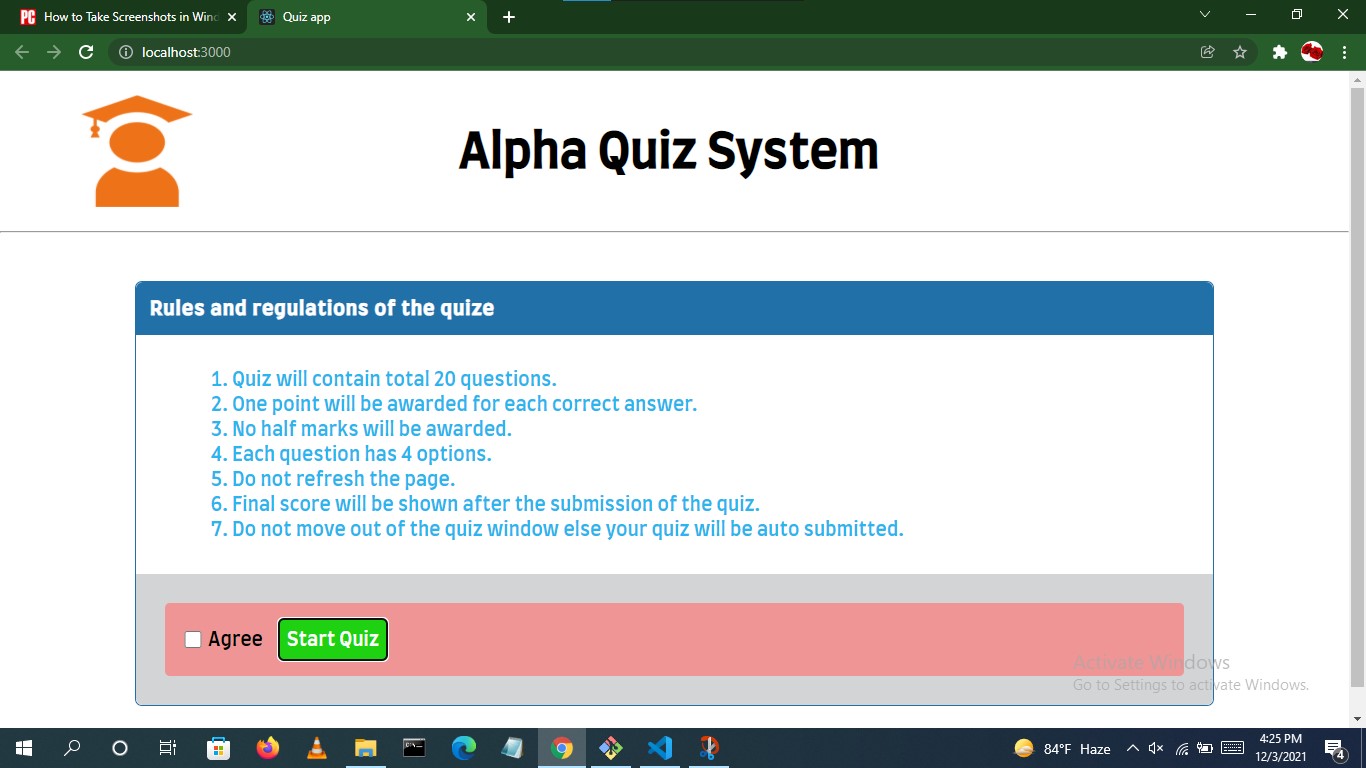 How to Take Screenshots in Wind
Quiz app
localhost:3000
Alpha Quiz System
Rules and regulations of the quize
1. Quiz will contain total 20 questions.
2. One point will be awarded for each correct answer.
3. No half marks will be awarded.
4. Each question has 4 options.
5. Do not refresh the page.
6. Final score will be shown after the submission of the quiz.
7. Do not move out of the quiz window else your quiz will be auto submitted.
Agree
Start Quiz
Activate Windows
Go to Settings to activate Windows.
84°F Haze
4:25 PM
12/3/2021
4